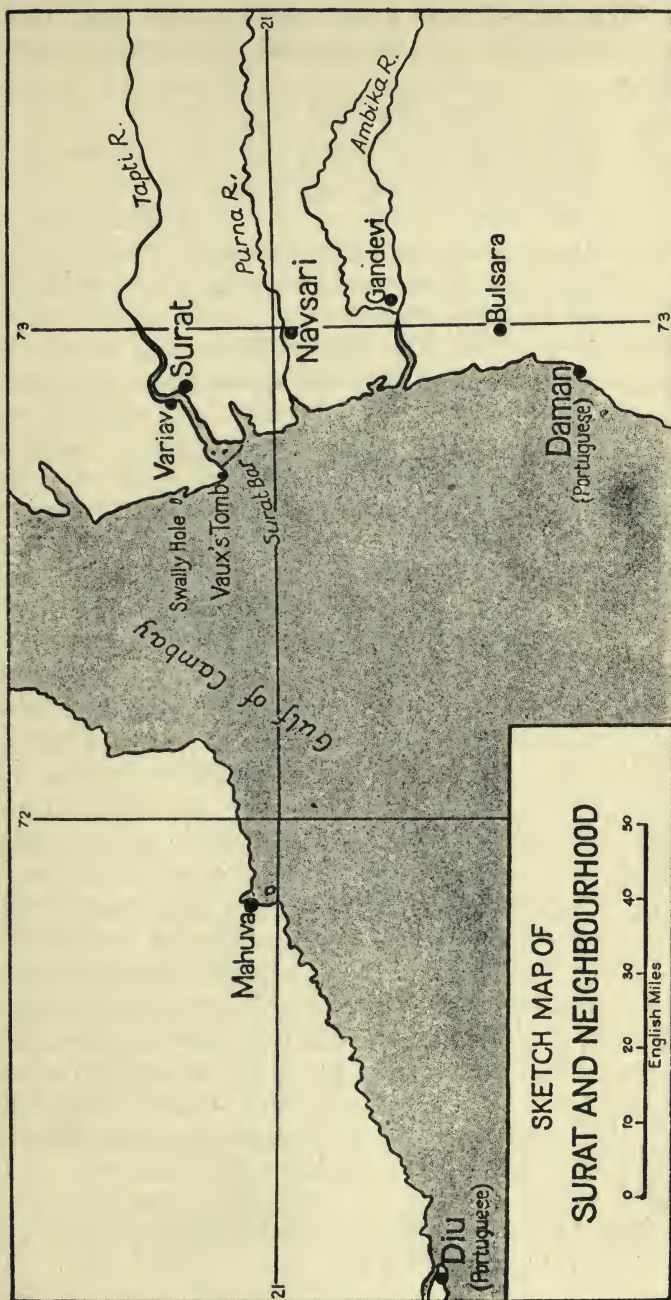 72
73
Tapti R.
Variav
Surat
Swally Hole
Vaux's Tomb
Surat Bar
Purna R.
21
21
Navsari
Ambika R.
Gandevi
Bulsara
Daman
(Portuguese)
73
Gulf of Cambay
Mahuva
Diu
(Portuguese)
SKETCH MAP OF
SURAT AND NEIGHBOURHOOD
0 10 20 30 40 50
English Miles